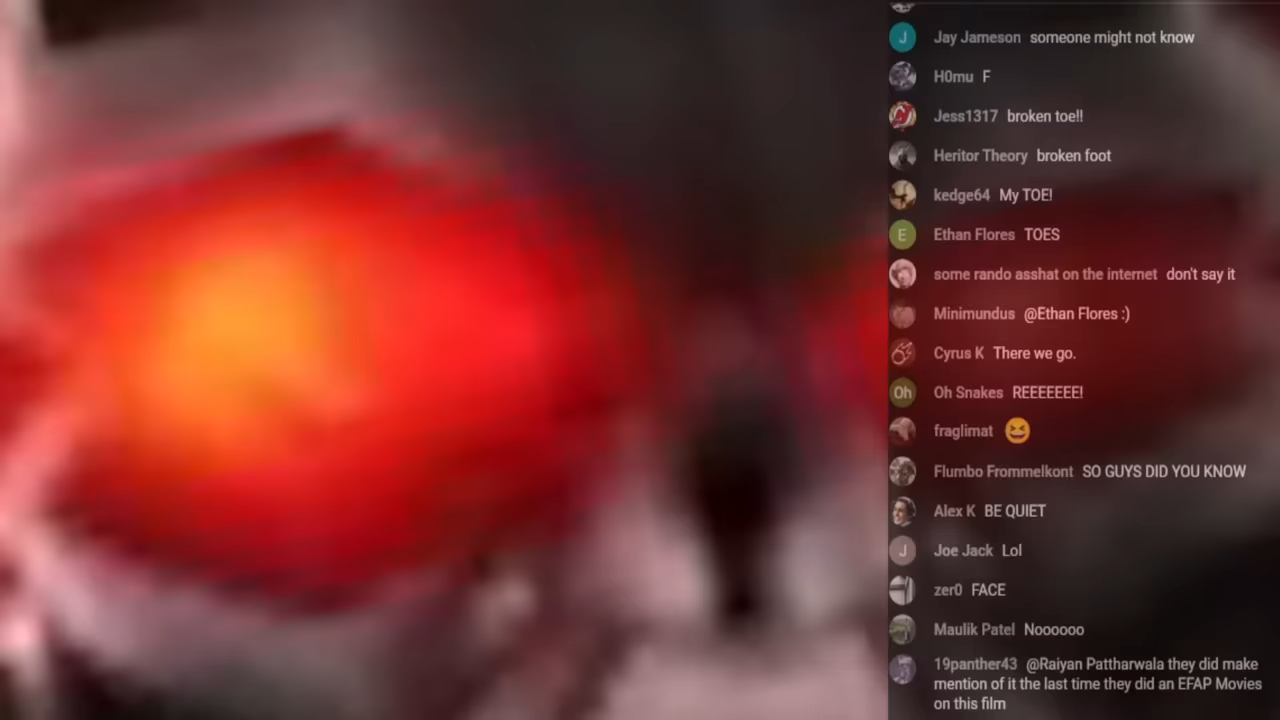 J Jay Jameson someone might not know
H0mu F
Jess1317 broken toe!!
Heritor Theory broken foot
kedge64 My TOE!
E Ethan Flores TOES
some rando asshat on the internet don't say it
Minimundus @Ethan Flores :)
Cyrus K There we go.
Oh Oh Snakes REEEEEEE!
fraglimat 😆
Flumbo Frommelkont SO GUYS DID YOU KNOW
Alex K BE QUIET
J Joe Jack Lol
zer0 FACE
Maulik Patel Noooooo
19panther43 @Raiyan Pattharwala they did make
mention of it the last time they did an EFAP Movies
on this film